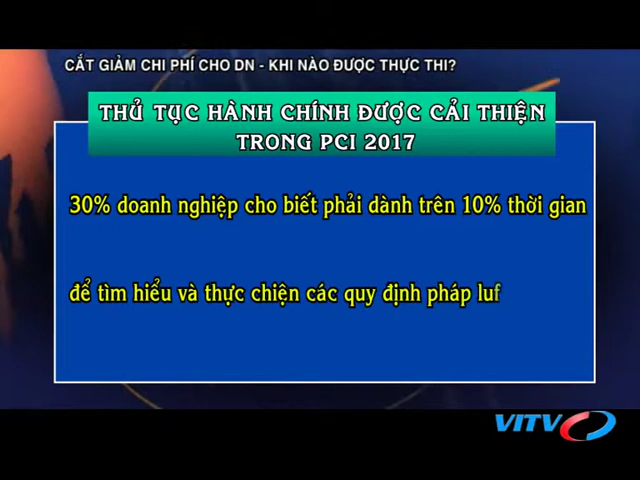 CẮT GIẢM CHI PHÍ CHO DN - KHI NÀO ĐƯỢC THỰC THI?
THỦ TỤC HÀNH CHÍNH ĐƯỢC CẢI THIỆN
TRONG PCI 2017
30% doanh nghiệp cho biết phải dành trên 10% thời gian
để tìm hiểu và thực chiện các quy định pháp luf
VITV